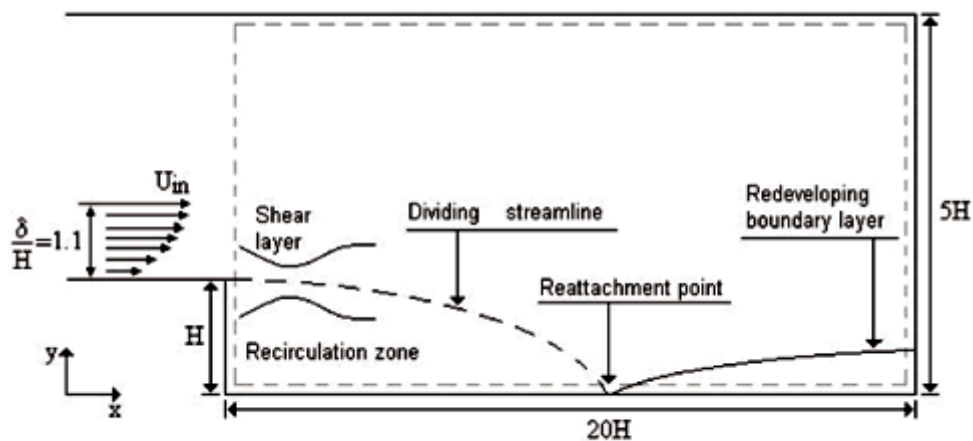 U_in
δ/H=1.1
Shear
layer
Dividing streamline
Redeveloping
boundary layer
5H
Reattachment point
H
Recirculation zone
y
x
20H